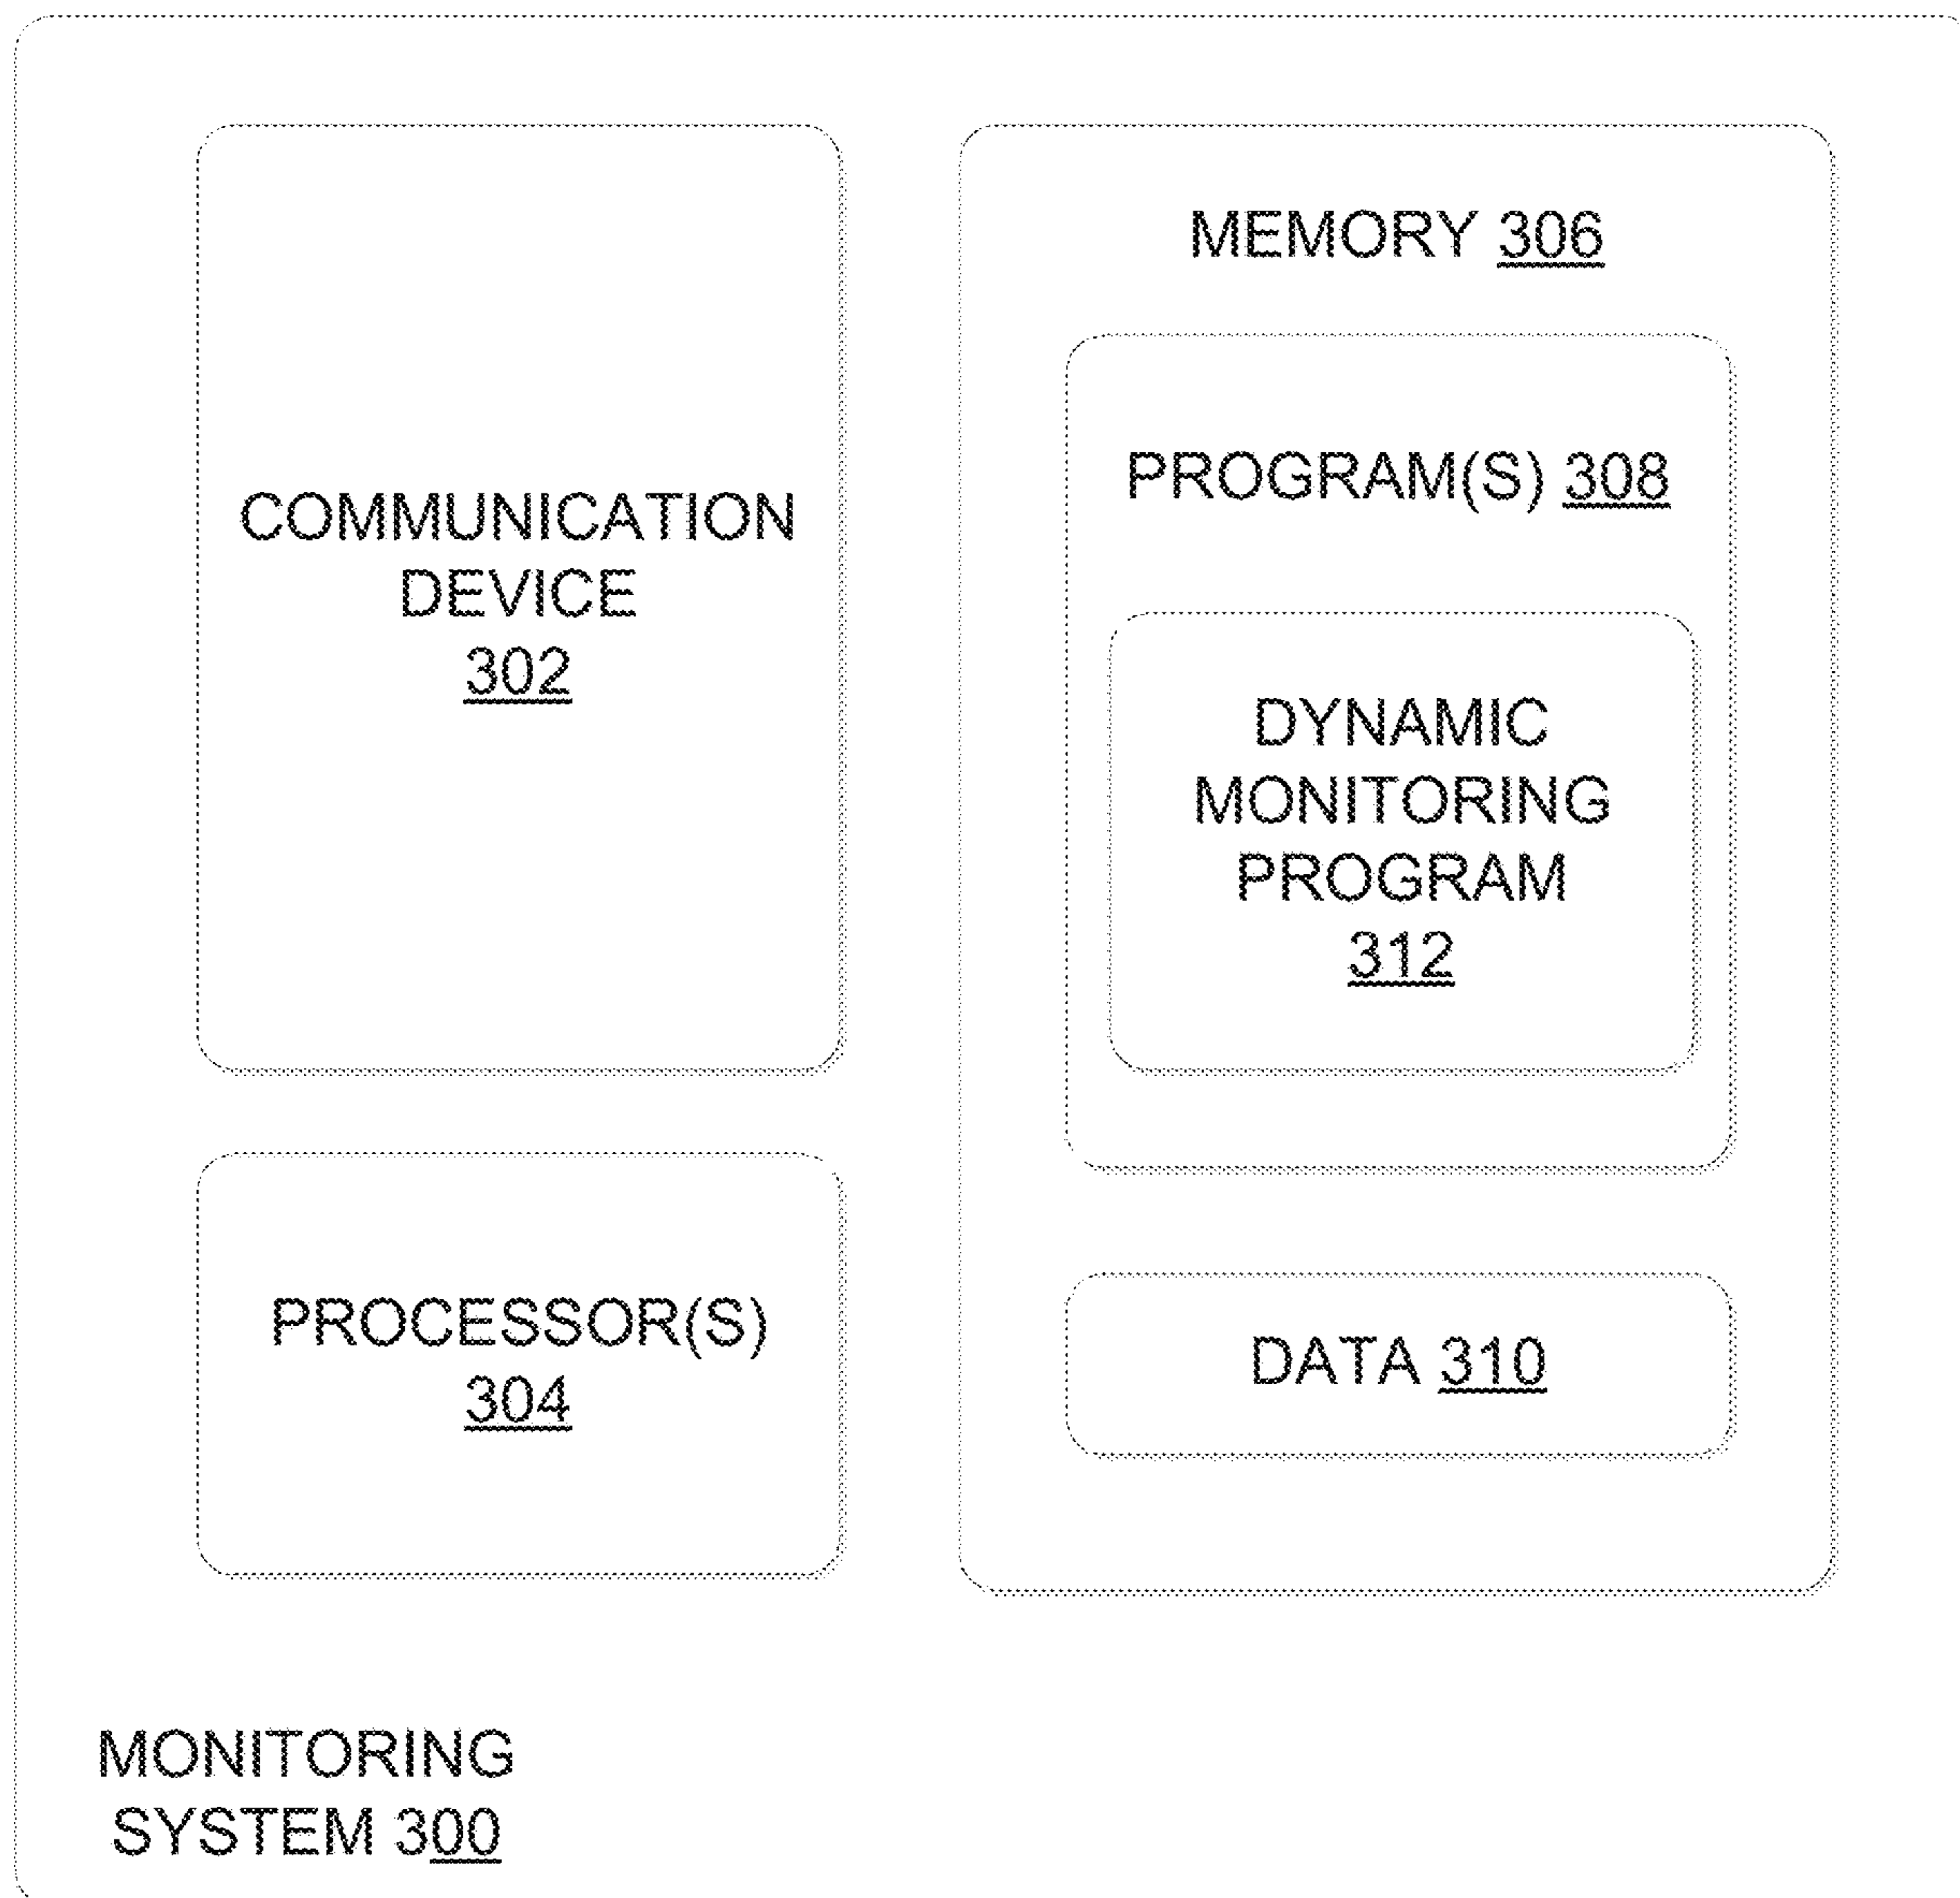 COMMUNICATION
DEVICE
302
PROCESSOR(S)
304
MEMORY 306
PROGRAM(S) 308
DYNAMIC
MONITORING
PROGRAM
312
DATA 310
MONITORING
SYSTEM 300